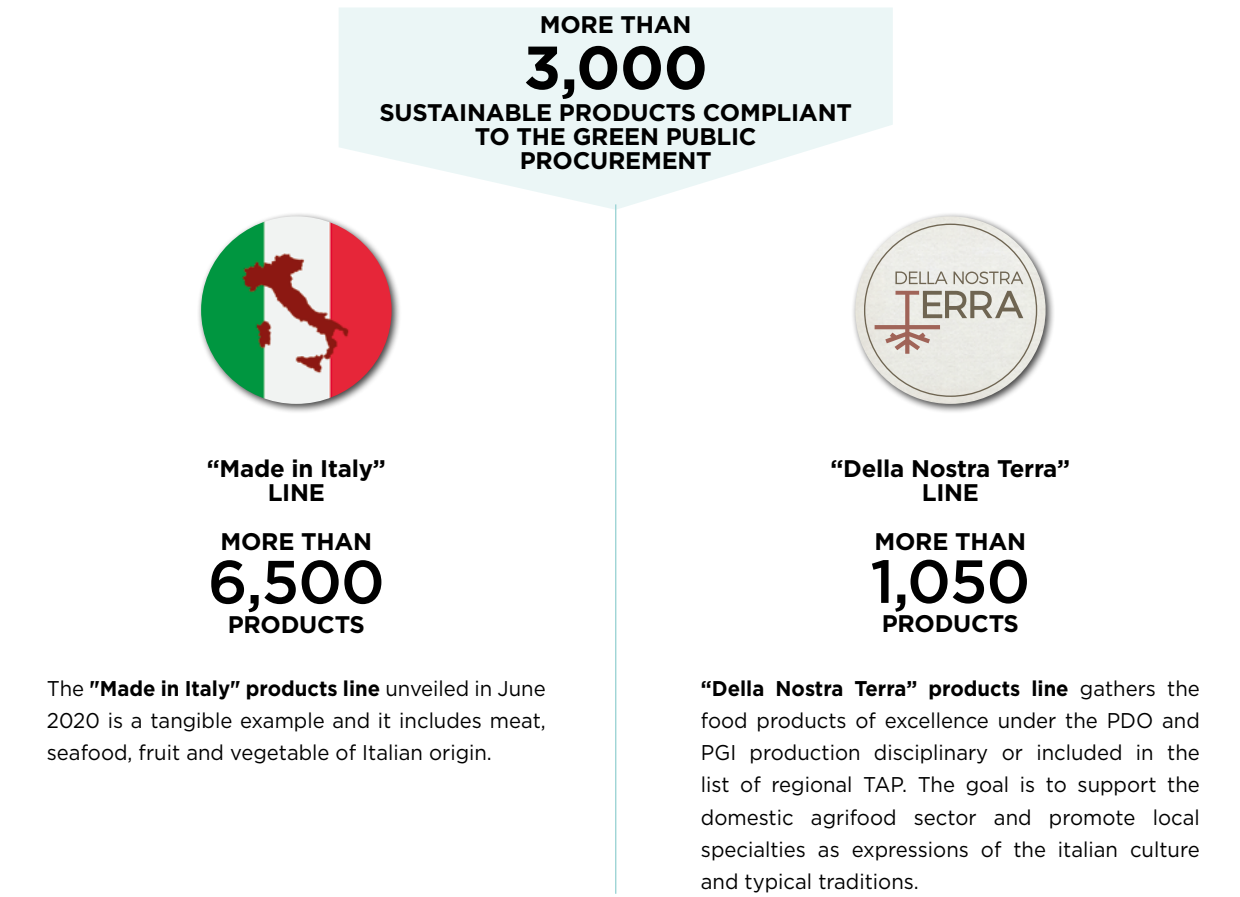 MORE THAN
3,000
SUSTAINABLE PRODUCTS COMPLIANT
TO THE GREEN PUBLIC
PROCUREMENT
“Made in Italy”
LINE
MORE THAN
6,500
PRODUCTS
The "Made in Italy" products line unveiled in June
2020 is a tangible example and it includes meat,
seafood, fruit and vegetable of Italian origin.
DELLA NOSTRA
TERRA
“Della Nostra Terra”
LINE
MORE THAN
1,050
PRODUCTS
“Della Nostra Terra” products line gathers the
food products of excellence under the PDO and
PGI production disciplinary or included in the
list of regional TAP. The goal is to support the
domestic agrifood sector and promote local
specialties as expressions of the italian culture
and typical traditions.